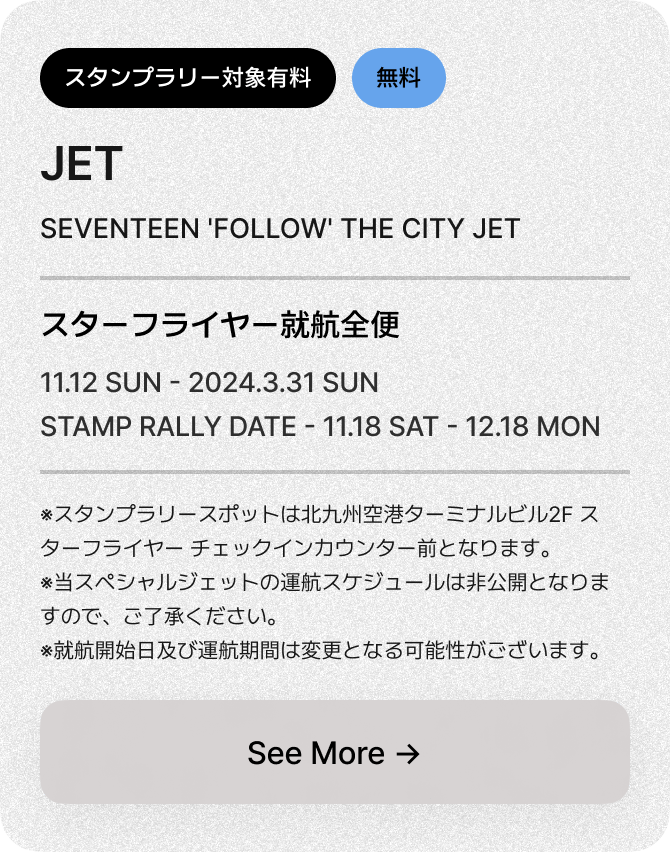 スタンプラリー対象有料 無料
JET
SEVENTEEN 'FOLLOW' THE CITY JET
スターフライヤー就航全便
11.12 SUN - 2024.3.31 SUN
STAMP RALLY DATE - 11.18 SAT - 12.18 MON
※スタンプラリースポットは北九州空港ターミナルビル2F ス
ターフライヤー チェックインカウンター前となります。
※当スペシャルジェットの運航スケジュールは非公開となりま
すので、ご了承ください。
※就航開始日及び運航期間は変更となる可能性がございます。
See More →